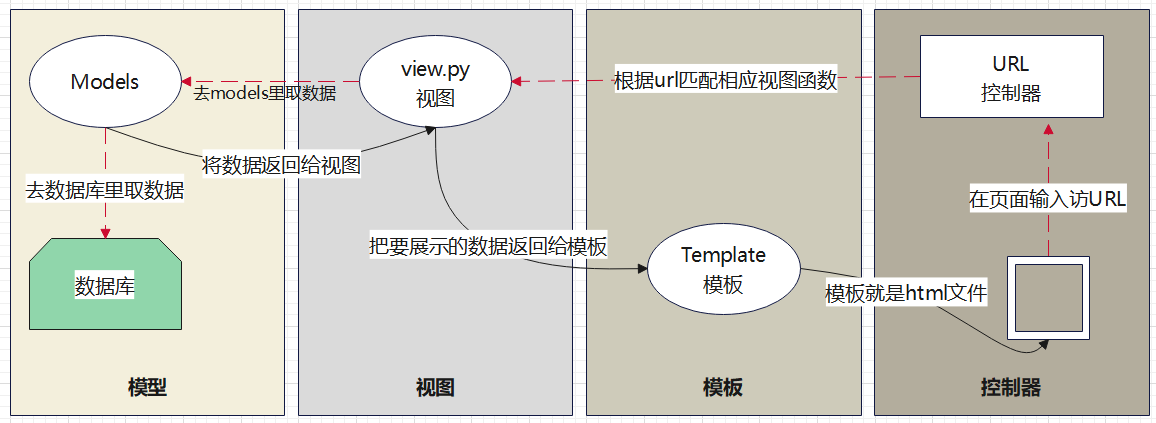 Models
去models里取数据
view.py
视图
根据url匹配相应视图函数
URL
控制器
将数据返回给视图
去数据库里取数据
在页面输入访URL
把要展示的数据返回给模板
Template
模板
数据库
模板就是html文件
模型
视图
模板
控制器